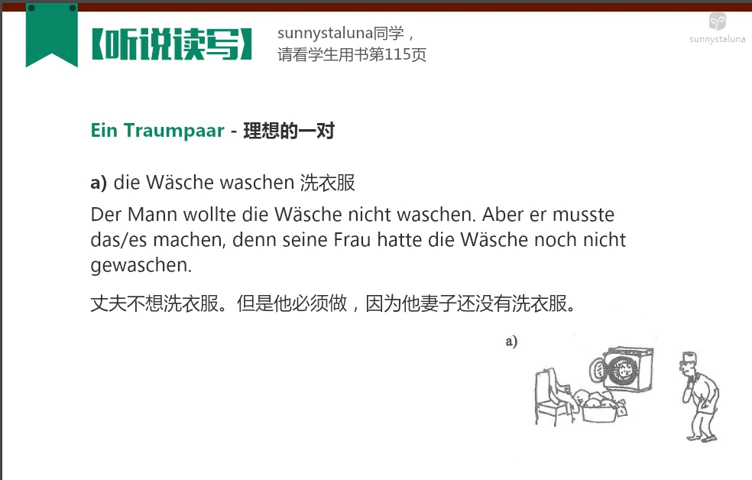 【听说读写】
sunnystaluna同学，
请看学生用书第115页
sunnystaluna
Ein Traumpaar - 理想的一对
a) die Wäsche waschen 洗衣服
Der Mann wollte die Wäsche nicht waschen. Aber er musste
das/es machen, denn seine Frau hatte die Wäsche noch nicht
gewaschen.
丈夫不想洗衣服。但是他必须做，因为他妻子还没有洗衣服。
a)